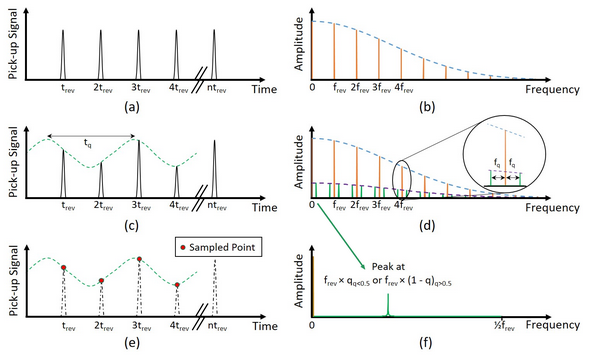 Pick-up Signal
t_rev 2t_rev 3t_rev 4t_rev nt_rev Time
(a)
Amplitude
0 f_rev 2f_rev 3f_rev 4f_rev Frequency
(b)
Pick-up Signal
t_q
t_rev 2t_rev 3t_rev 4t_rev nt_rev Time
(c)
Amplitude
f_q f_q
0 f_rev 2f_rev 3f_rev 4f_rev Frequency
(d)
Pick-up Signal
Sampled Point
t_rev 2t_rev 3t_rev 4t_rev nt_rev Time
(e)
Amplitude
Peak at
f_rev × q_q<0.5 or f_rev × (1 - q)_q>0.5
0 ½f_rev Frequency
(f)